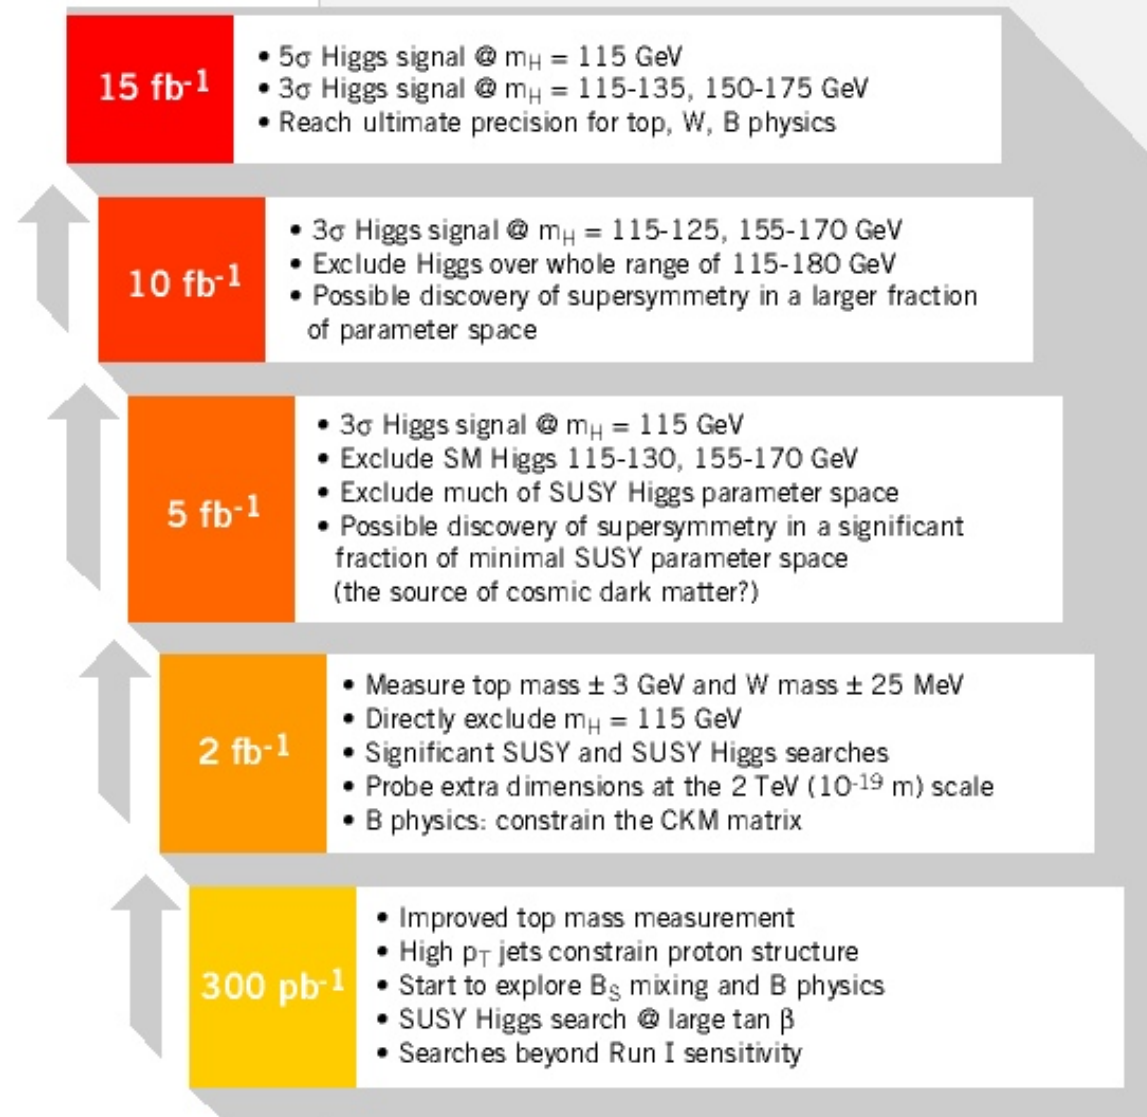 15 fb⁻¹
• 5σ Higgs signal @ m_H = 115 GeV
• 3σ Higgs signal @ m_H = 115-135, 150-175 GeV
• Reach ultimate precision for top, W, B physics
10 fb⁻¹
• 3σ Higgs signal @ m_H = 115-125, 155-170 GeV
• Exclude Higgs over whole range of 115-180 GeV
• Possible discovery of supersymmetry in a larger fraction
of parameter space
5 fb⁻¹
• 3σ Higgs signal @ m_H = 115 GeV
• Exclude SM Higgs 115-130, 155-170 GeV
• Exclude much of SUSY Higgs parameter space
• Possible discovery of supersymmetry in a significant
fraction of minimal SUSY parameter space
(the source of cosmic dark matter?)
2 fb⁻¹
• Measure top mass ± 3 GeV and W mass ± 25 MeV
• Directly exclude m_H = 115 GeV
• Significant SUSY and SUSY Higgs searches
• Probe extra dimensions at the 2 TeV (10⁻¹⁹ m) scale
• B physics: constrain the CKM matrix
300 pb⁻¹
• Improved top mass measurement
• High p_T jets constrain proton structure
• Start to explore B_S mixing and B physics
• SUSY Higgs search @ large tan β
• Searches beyond Run I sensitivity